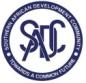 SOUTHERN AFRICAN DEVELOPMENT COMMUNITY
SADC
TOWARDS A COMMON FUTURE